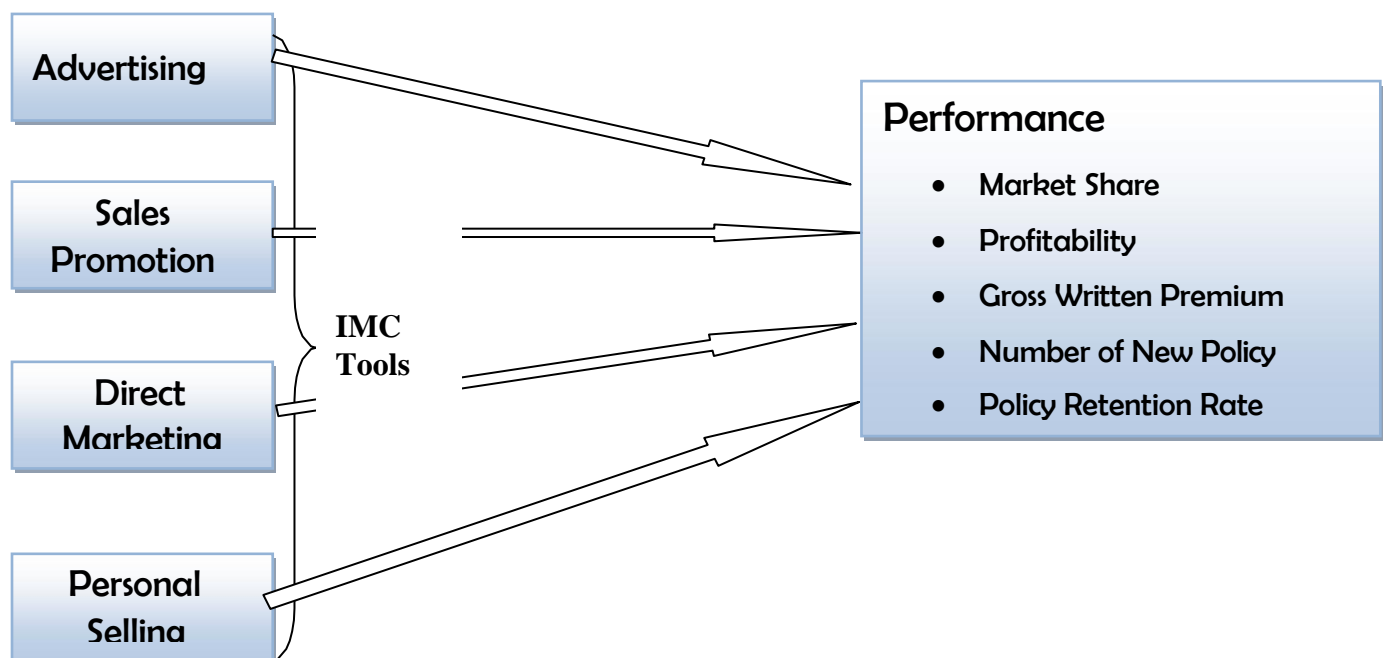 Advertising
Sales
Promotion
Direct
Marketing
Personal
Selling
IMC
Tools
Performance
• Market Share
• Profitability
• Gross Written Premium
• Number of New Policy
• Policy Retention Rate